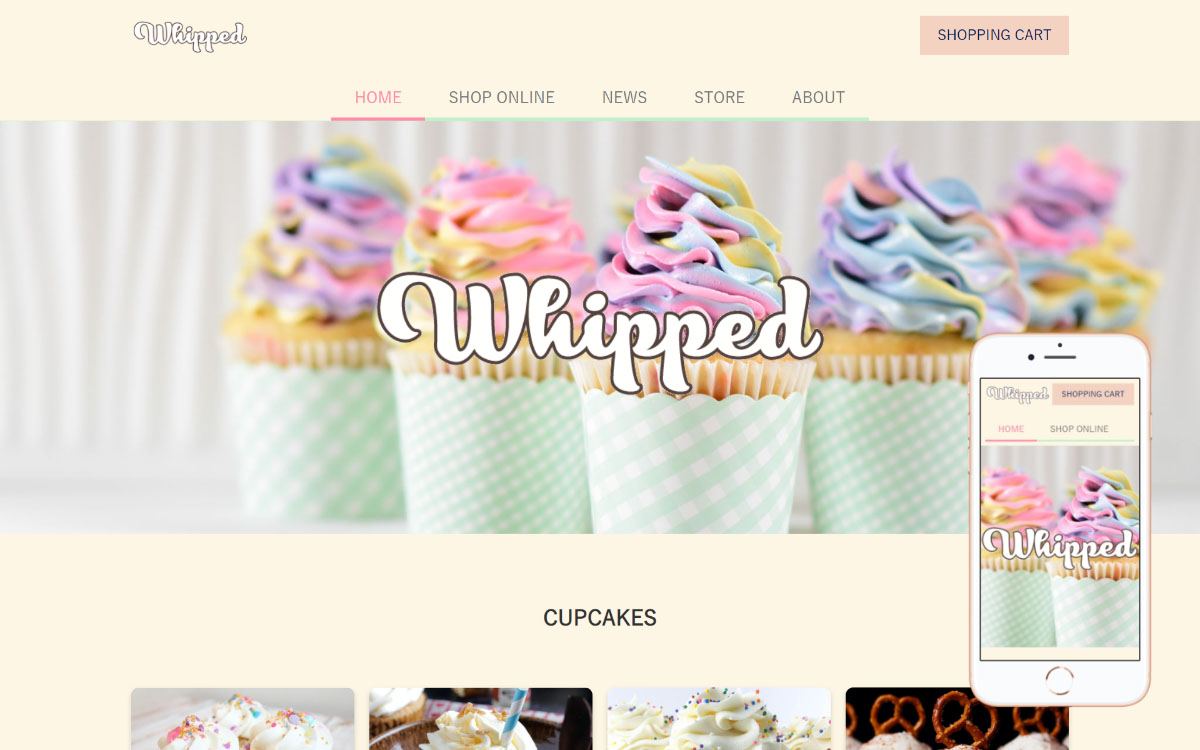 Whipped
SHOPPING CART
HOME SHOP ONLINE NEWS STORE ABOUT
Whipped
Whipped SHOPPING CART
HOME SHOP ONLINE
Whipped
CUPCAKES